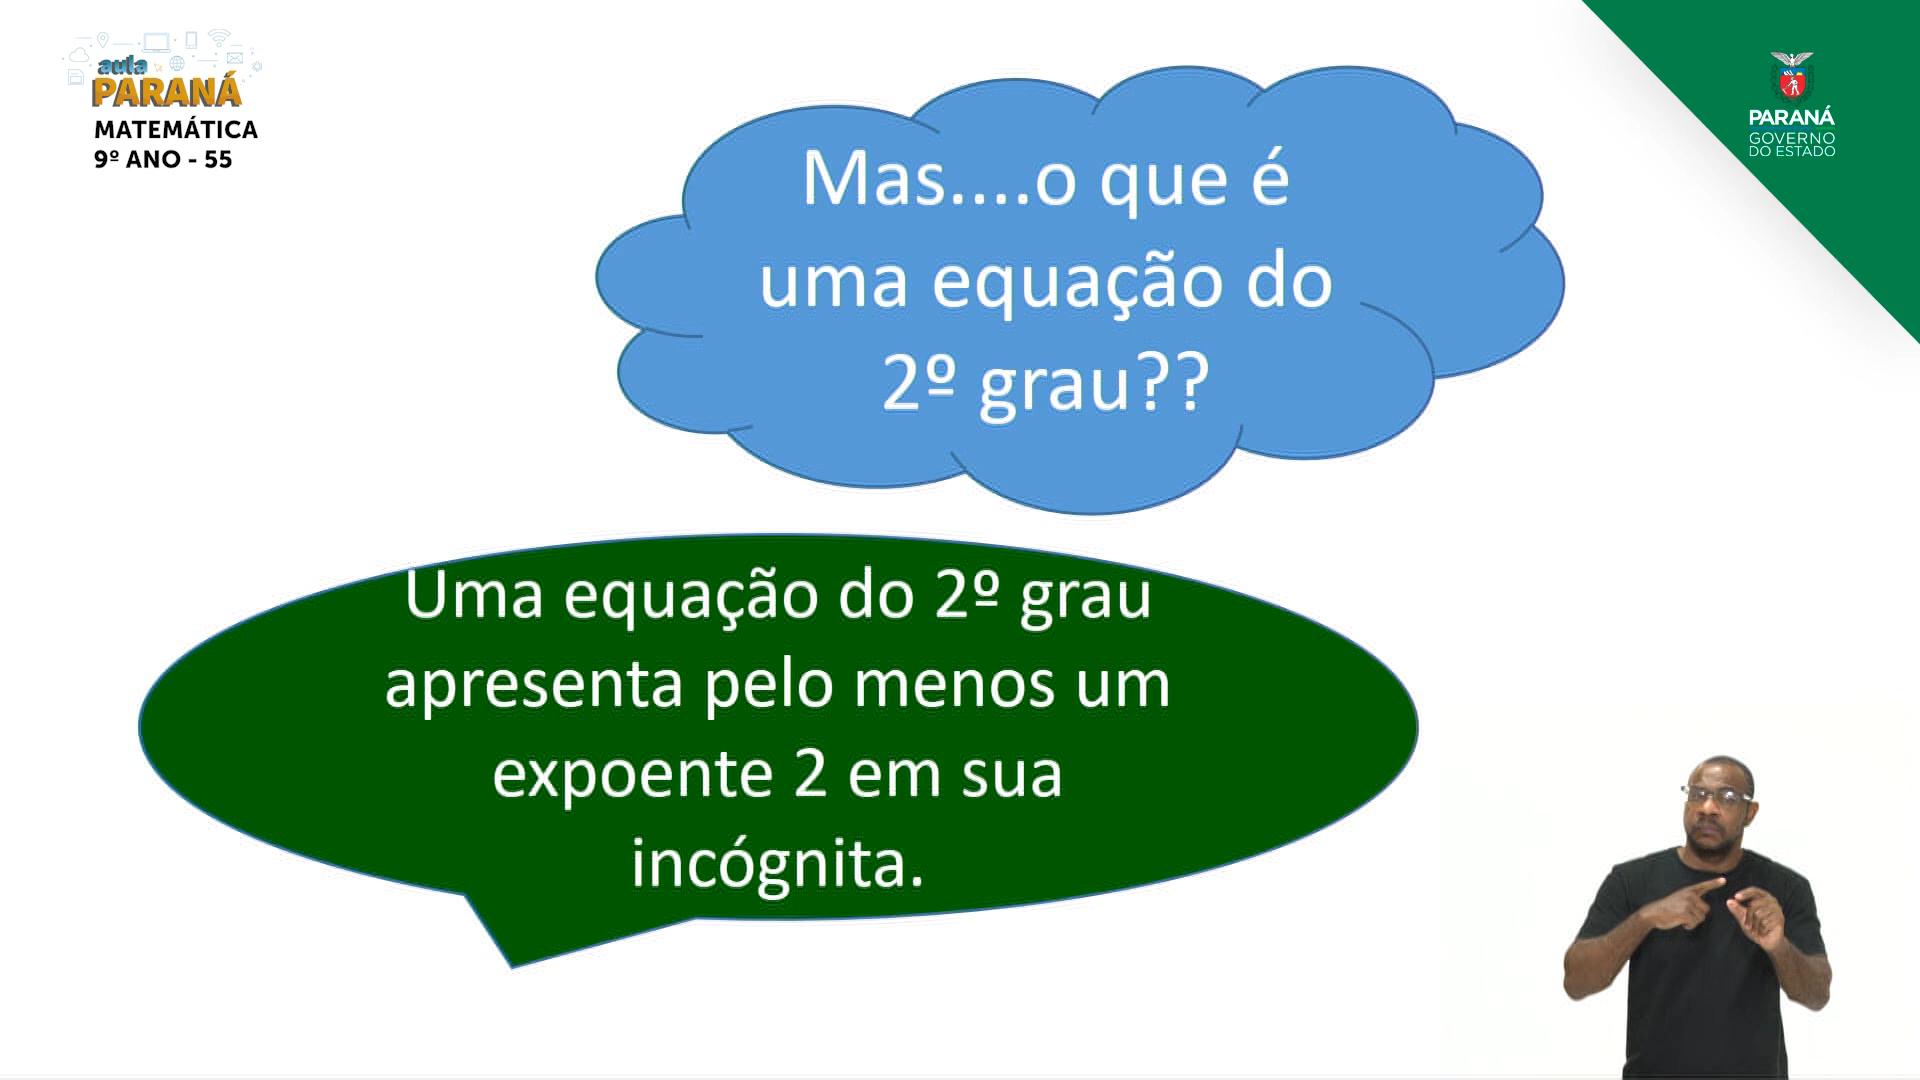 aula
PARANÁ
MATEMÁTICA
9º ANO - 55
PARANÁ
GOVERNO
DO ESTADO
Mas....o que é
uma equação do
2º grau??
Uma equação do 2º grau
apresenta pelo menos um
expoente 2 em sua
incógnita.